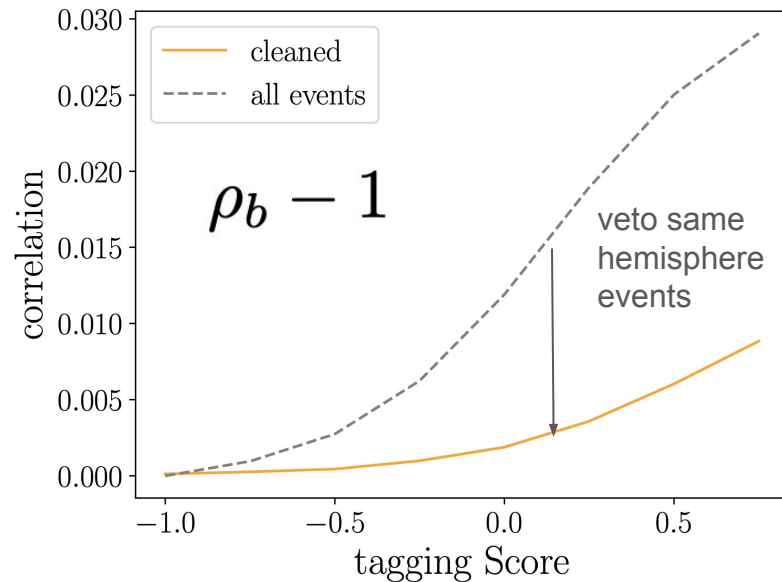 0.030
0.025
0.020
0.015
0.010
0.005
0.000
correlation
cleaned
all events
ρ_b − 1
veto same
hemisphere
events
−1.0 −0.5 0.0 0.5
tagging Score